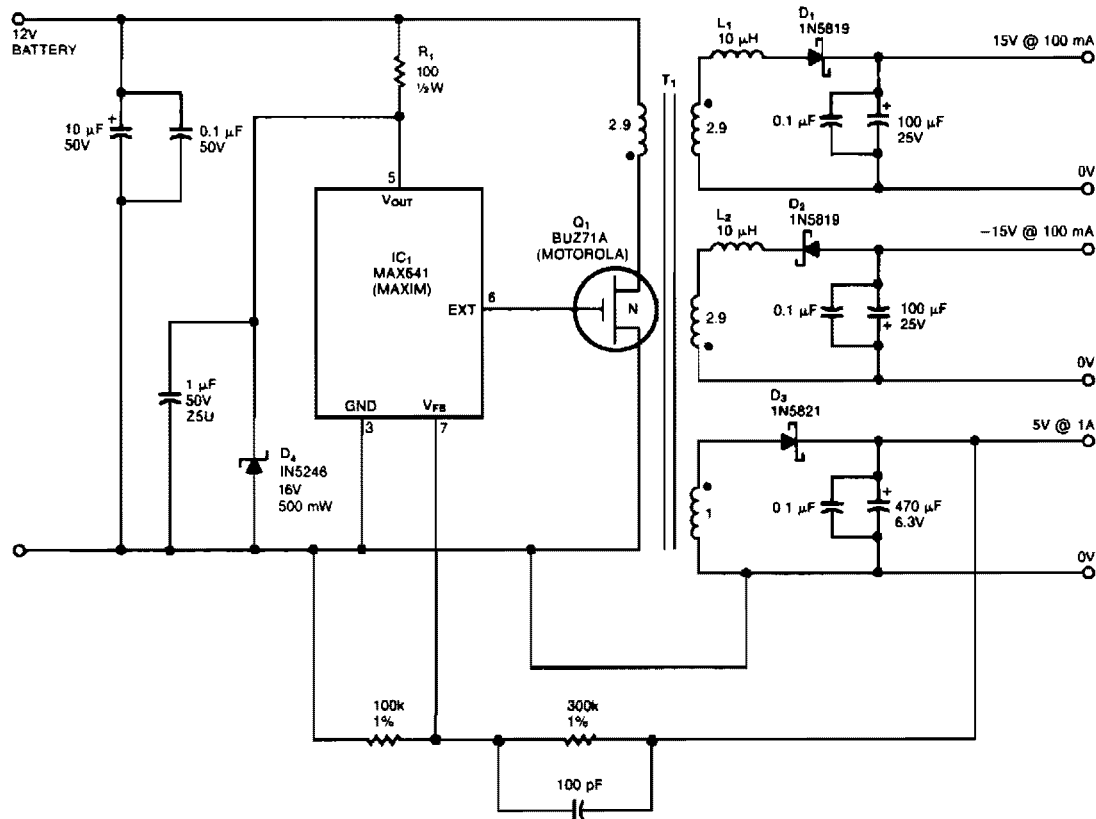 12V
BATTERY
10 µF
50V
+
0.1 µF
50V
R₁
100
½W
5
VOUT
IC₁
MAX641
(MAXIM)
EXT
6
GND
3
VFB
7
1 µF
50V
Z5U
D₄
IN5246
16V
500 mW
Q₁
BUZ71A
(MOTOROLA)
N
T₁
2.9
L₁
10 µH
D₁
1N5819
15V @ 100 mA
2.9
0.1 µF
+
100 µF
25V
0V
L₂
10 µH
D₂
1N5819
–15V @ 100 mA
2.9
0.1 µF
100 µF
25V
+
0V
D₃
1N5821
5V @ 1A
1
0.1 µF
+
470 µF
6.3V
0V
100k
1%
300k
1%
100 pF